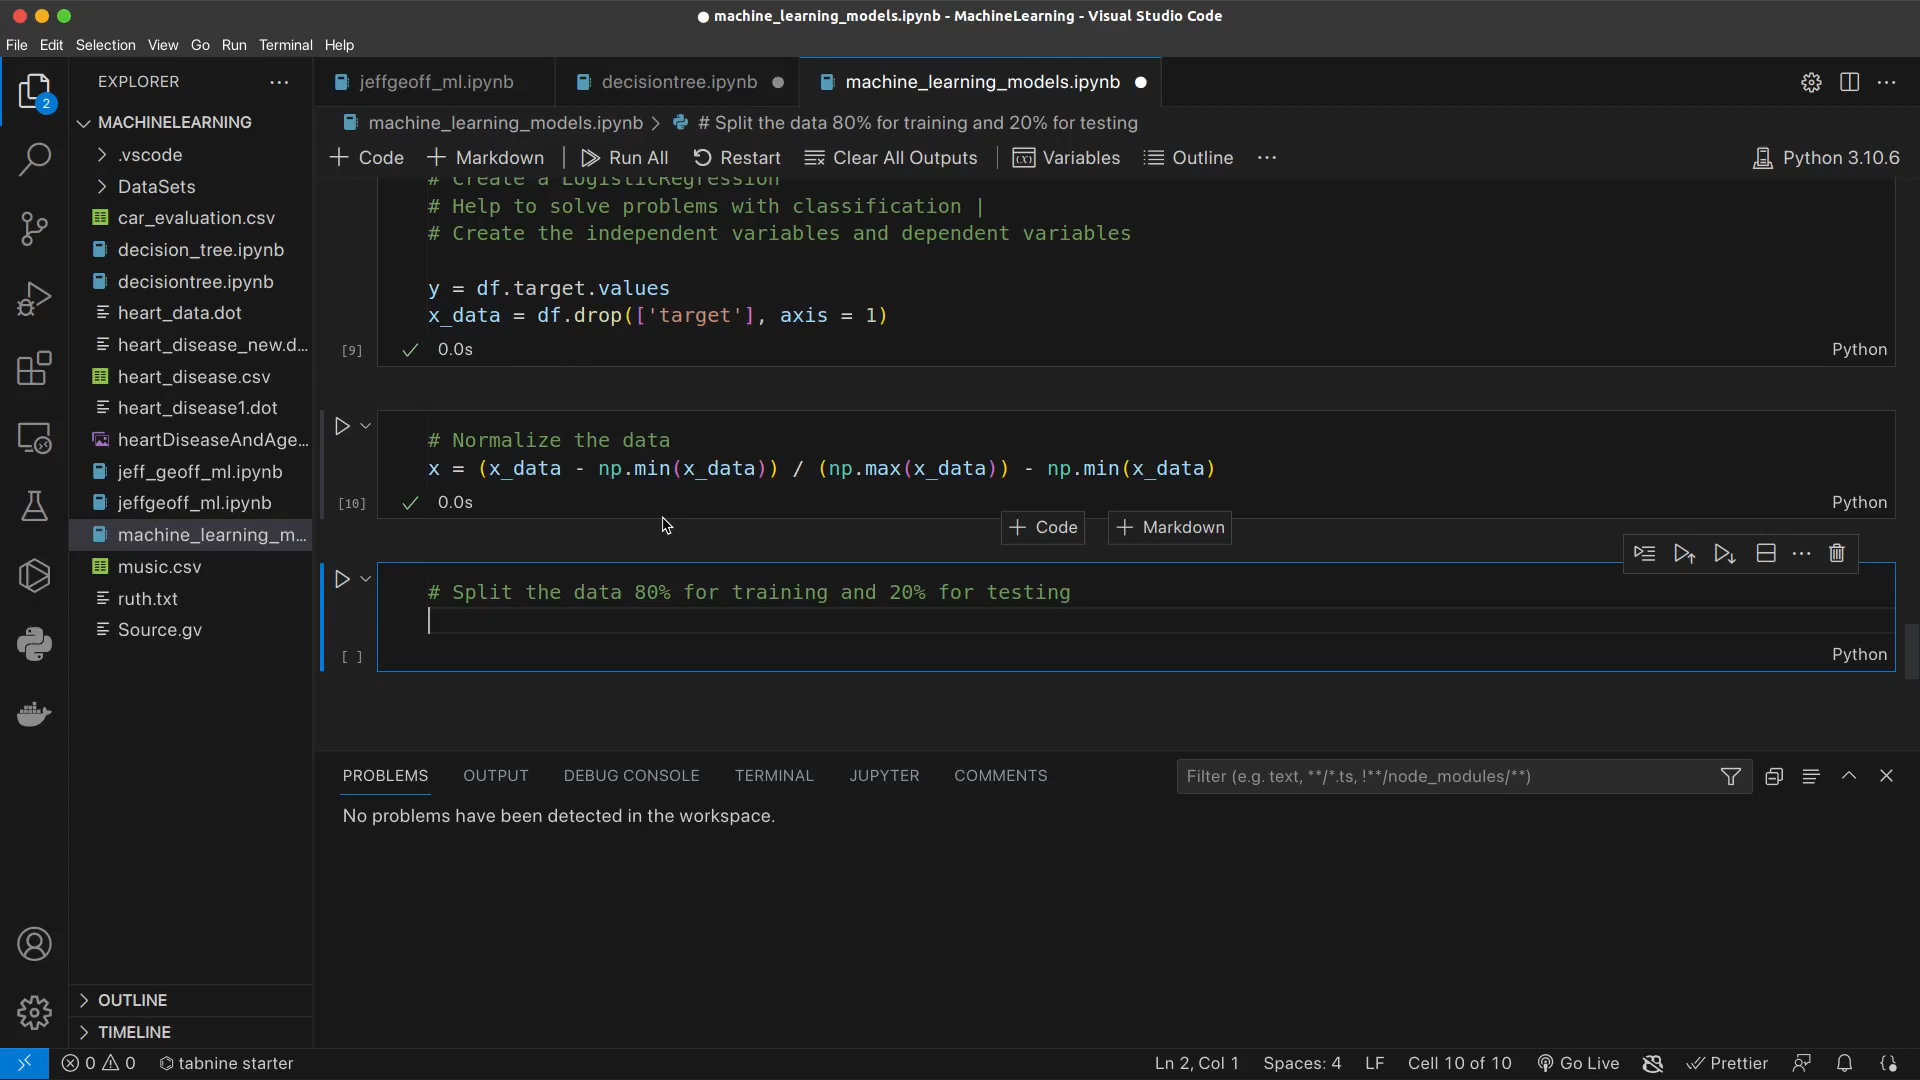 machine_learning_models.ipynb - MachineLearning - Visual Studio Code
File Edit Selection View Go Run Terminal Help
EXPLORER
MACHINELEARNING
.vscode
DataSets
car_evaluation.csv
decision_tree.ipynb
decisiontree.ipynb
heart_data.dot
heart_disease_new.d...
heart_disease.csv
heart_disease1.dot
heartDiseaseAndAge...
jeff_geoff_ml.ipynb
jeffgeoff_ml.ipynb
machine_learning_m...
music.csv
ruth.txt
Source.gv
OUTLINE
TIMELINE
2
jeffgeoff_ml.ipynb decisiontree.ipynb machine_learning_models.ipynb
machine_learning_models.ipynb > # Split the data 80% for training and 20% for testing
+ Code + Markdown | Run All Restart Clear All Outputs | Variables Outline ... Python 3.10.6
# Create a LogisticRegression
# Help to solve problems with classification |
# Create the independent variables and dependent variables
y = df.target.values
x_data = df.drop(['target'], axis = 1)
[9] 0.0s Python
# Normalize the data
x = (x_data - np.min(x_data)) / (np.max(x_data)) - np.min(x_data)
[10] 0.0s Python
+ Code + Markdown
# Split the data 80% for training and 20% for testing
[ ] Python
PROBLEMS OUTPUT DEBUG CONSOLE TERMINAL JUPYTER COMMENTS Filter (e.g. text, **/*.ts, !**/node_modules/**)
No problems have been detected in the workspace.
0 0 tabnine starter Ln 2, Col 1 Spaces: 4 LF Cell 10 of 10 Go Live Prettier